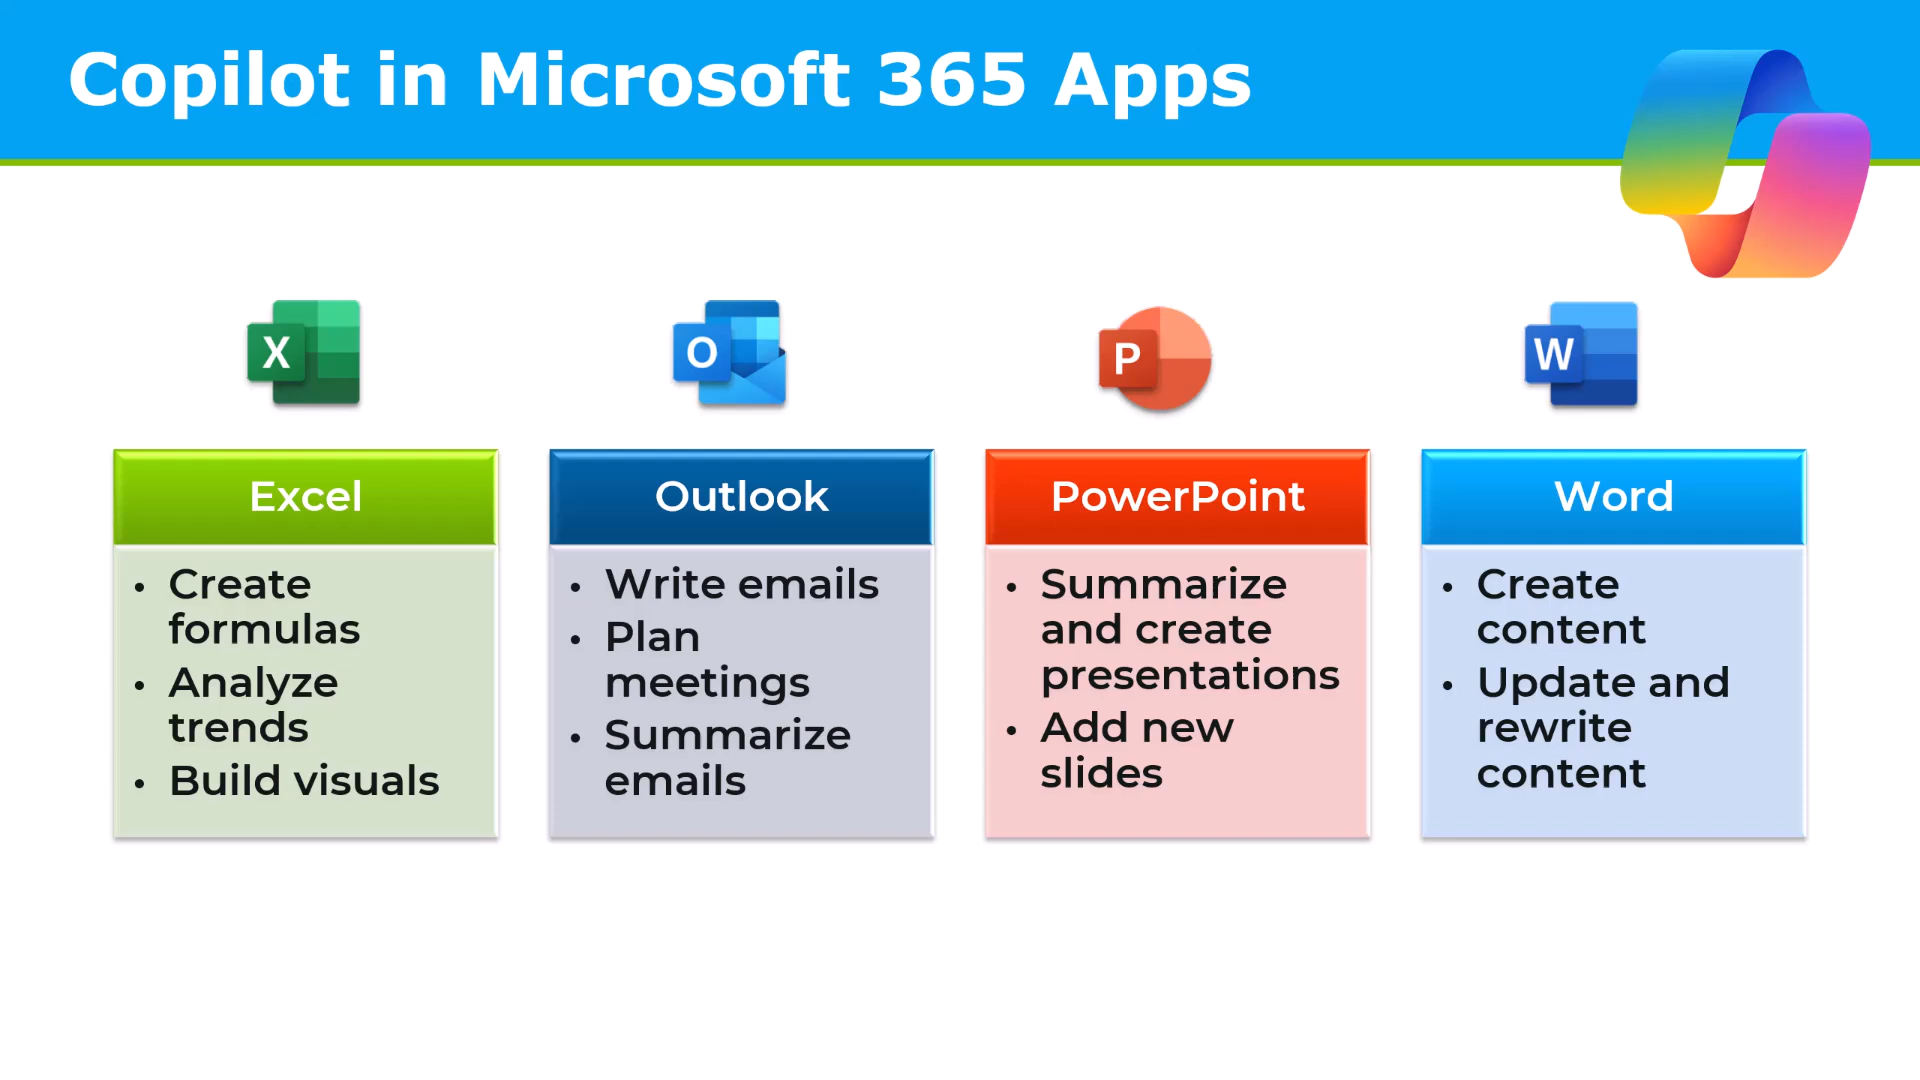 Copilot in Microsoft 365 Apps
X
O
P
W
Excel
• Create
formulas
• Analyze
trends
• Build visuals
Outlook
• Write emails
• Plan
meetings
• Summarize
emails
PowerPoint
• Summarize
and create
presentations
• Add new
slides
Word
• Create
content
• Update and
rewrite
content